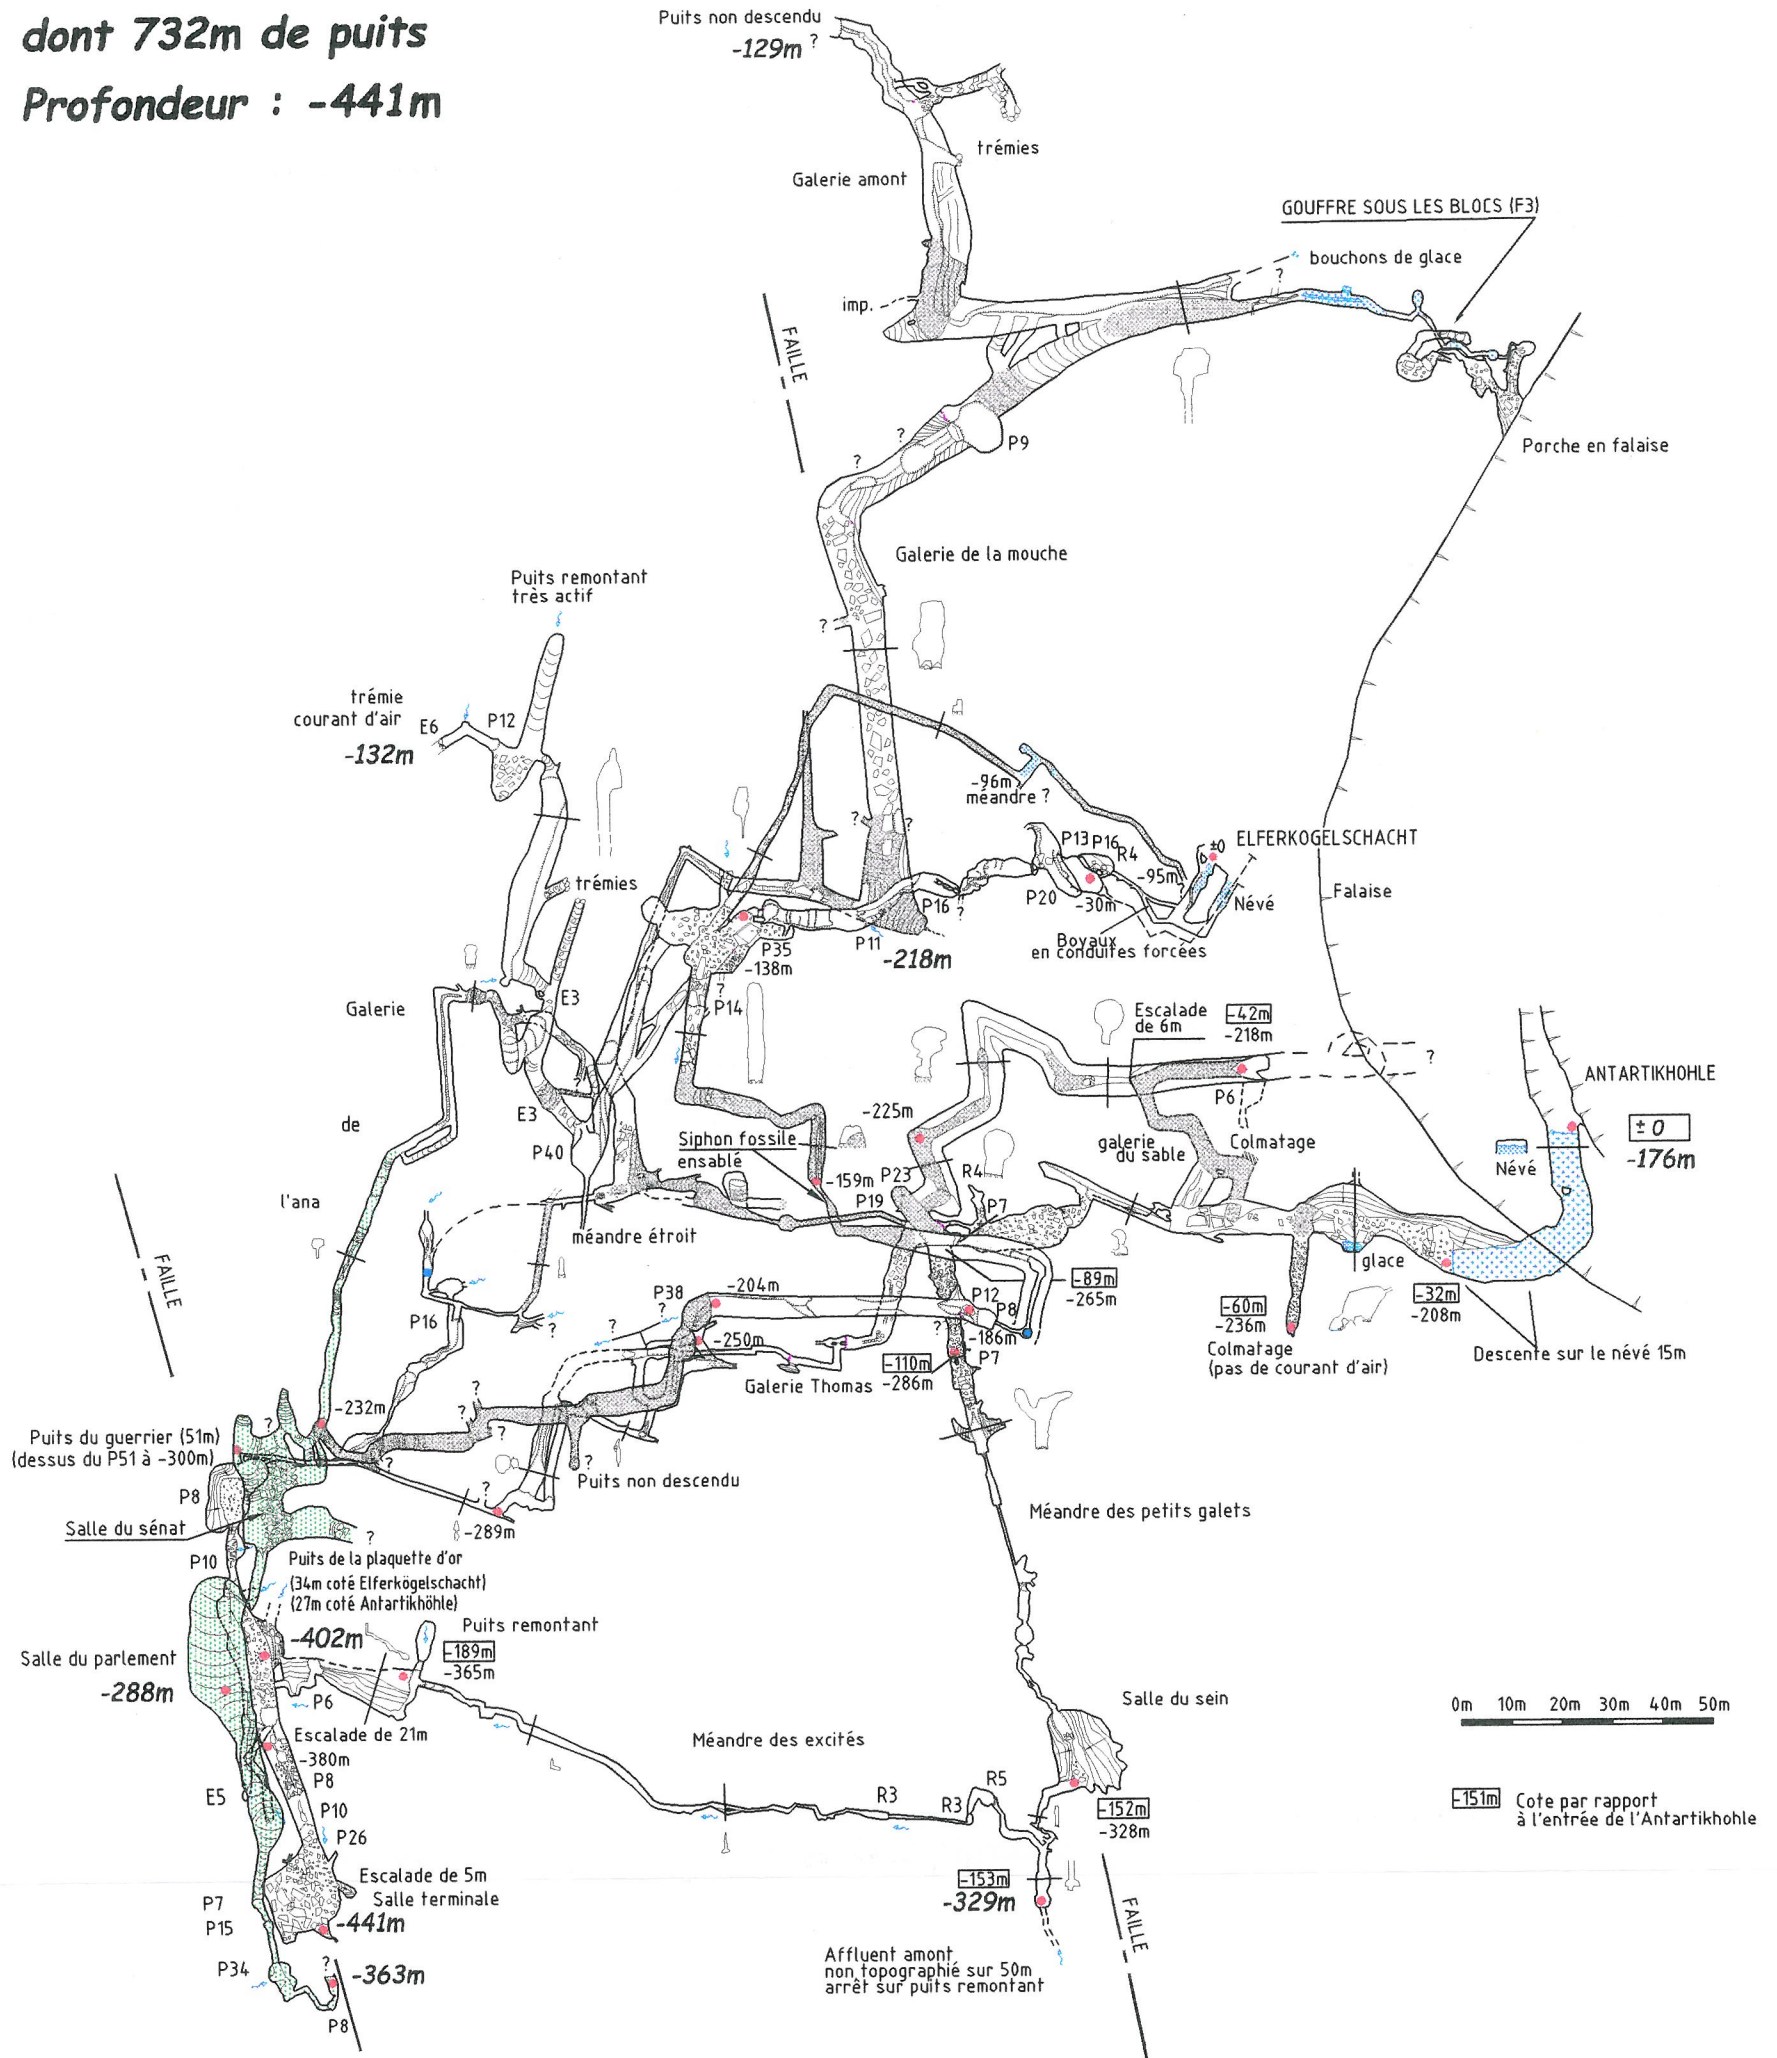 dont 732m de puits
Profondeur : -441m
Puits non descendu
-129m ?
trémies
Galerie amont
GOUFFRE SOUS LES BLOCS (F3)
bouchons de glace
?
imp.
FAILLE
P9
?
?
Porche en falaise
Galerie de la mouche
Puits remontant
très actif
?
trémie
courant d'air
E6
P12
-132m
-96m
méandre ?
?
?
ELFERKOGELSCHACHT
±0
P13
P16
R4
-95m
?
trémies
P20
-30m
Névé
Falaise
P16
?
Boyaux
en conduites forcées
P35
-138m
P11
-218m
Galerie
E3
?
P14
Escalade
de 6m
-42m
-218m
?
ANTARTIKHOHLE
?
E3
P6
-225m
de
P40
Siphon fossile
ensablé
galerie
du sable
Colmatage
±0
-176m
Névé
-159m
P23
R4
P19
P7
l'ana
méandre étroit
glace
FAILLE
-89m
-265m
P38
-204m
P12
P8
-32m
-208m
-60m
-236m
P16
?
?
?
-250m
?
-186m
P7
Colmatage
(pas de courant d'air)
Descente sur le névé 15m
-110m
-286m
Galerie Thomas
?
?
-232m
?
Puits du guerrier (51m)
(dessus du P51 à -300m)
?
?
?
Puits non descendu
P8
?
Méandre des petits galets
Salle du sénat
-289m
?
P10
Puits de la plaquette d'or
(34m coté Elferkögelschacht)
(27m coté Antartikhöhle)
Puits remontant
-402m
-189m
-365m
Salle du parlement
-288m
P6
Salle du sein
Escalade de 21m
Méandre des excités
0m 10m 20m 30m 40m 50m
-380m
P8
R5
E5
R3
R3
P10
-152m
-328m
-151m Cote par rapport
à l'entrée de l'Antartikhohle
P26
Escalade de 5m
Salle terminale
-153m
-329m
P7
P15
-441m
FAILLE
Affluent amont
non topographié sur 50m
arrêt sur puits remontant
P34
?
-363m
P8